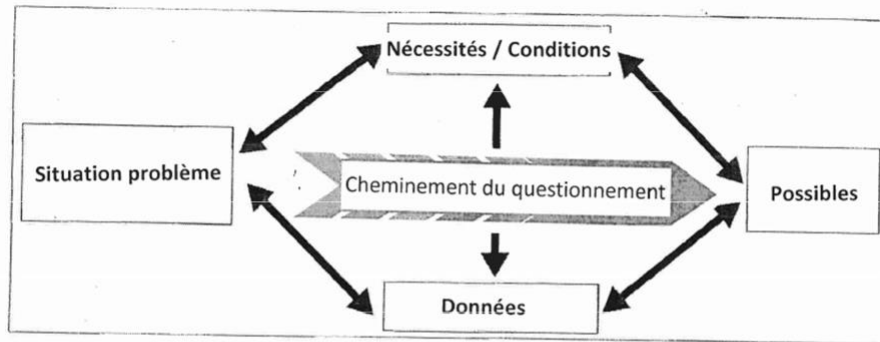 Nécessités / Conditions
Situation problème
Cheminement du questionnement
Possibles
Données